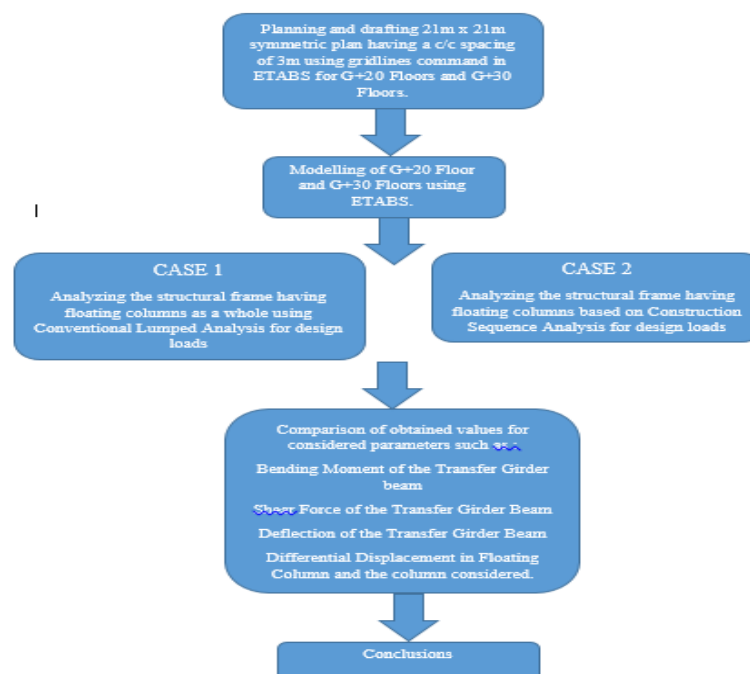 Planning and drafting 21m x 21m
symmetric plan having a c/c spacing
of 3m using gridlines command in
ETABS for G+20 Floors and G+30
Floors.
Modelling of G+20 Floor
and G+30 Floors using
ETABS.
CASE 1
Analyzing the structural frame having
floating columns as a whole using
Conventional Lumped Analysis for design
loads
CASE 2
Analyzing the structural frame having
floating columns based on Construction
Sequence Analysis for design loads
Comparison of obtained values for
considered parameters such as :
Bending Moment of the Transfer Girder
beam
Shear Force of the Transfer Girder Beam
Deflection of the Transfer Girder Beam
Differential Displacement in Floating
Column and the column considered.
Conclusions